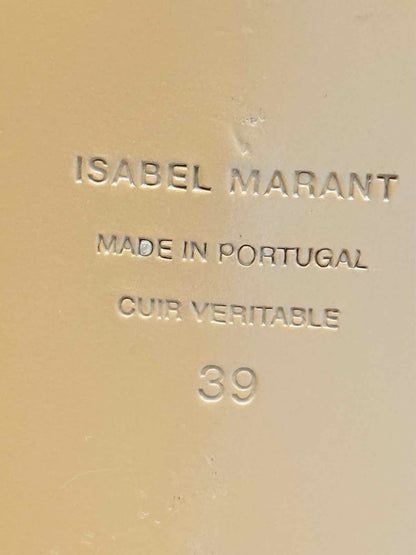 ISABEL MARANT
MADE IN PORTUGAL
CUIR VERITABLE
39